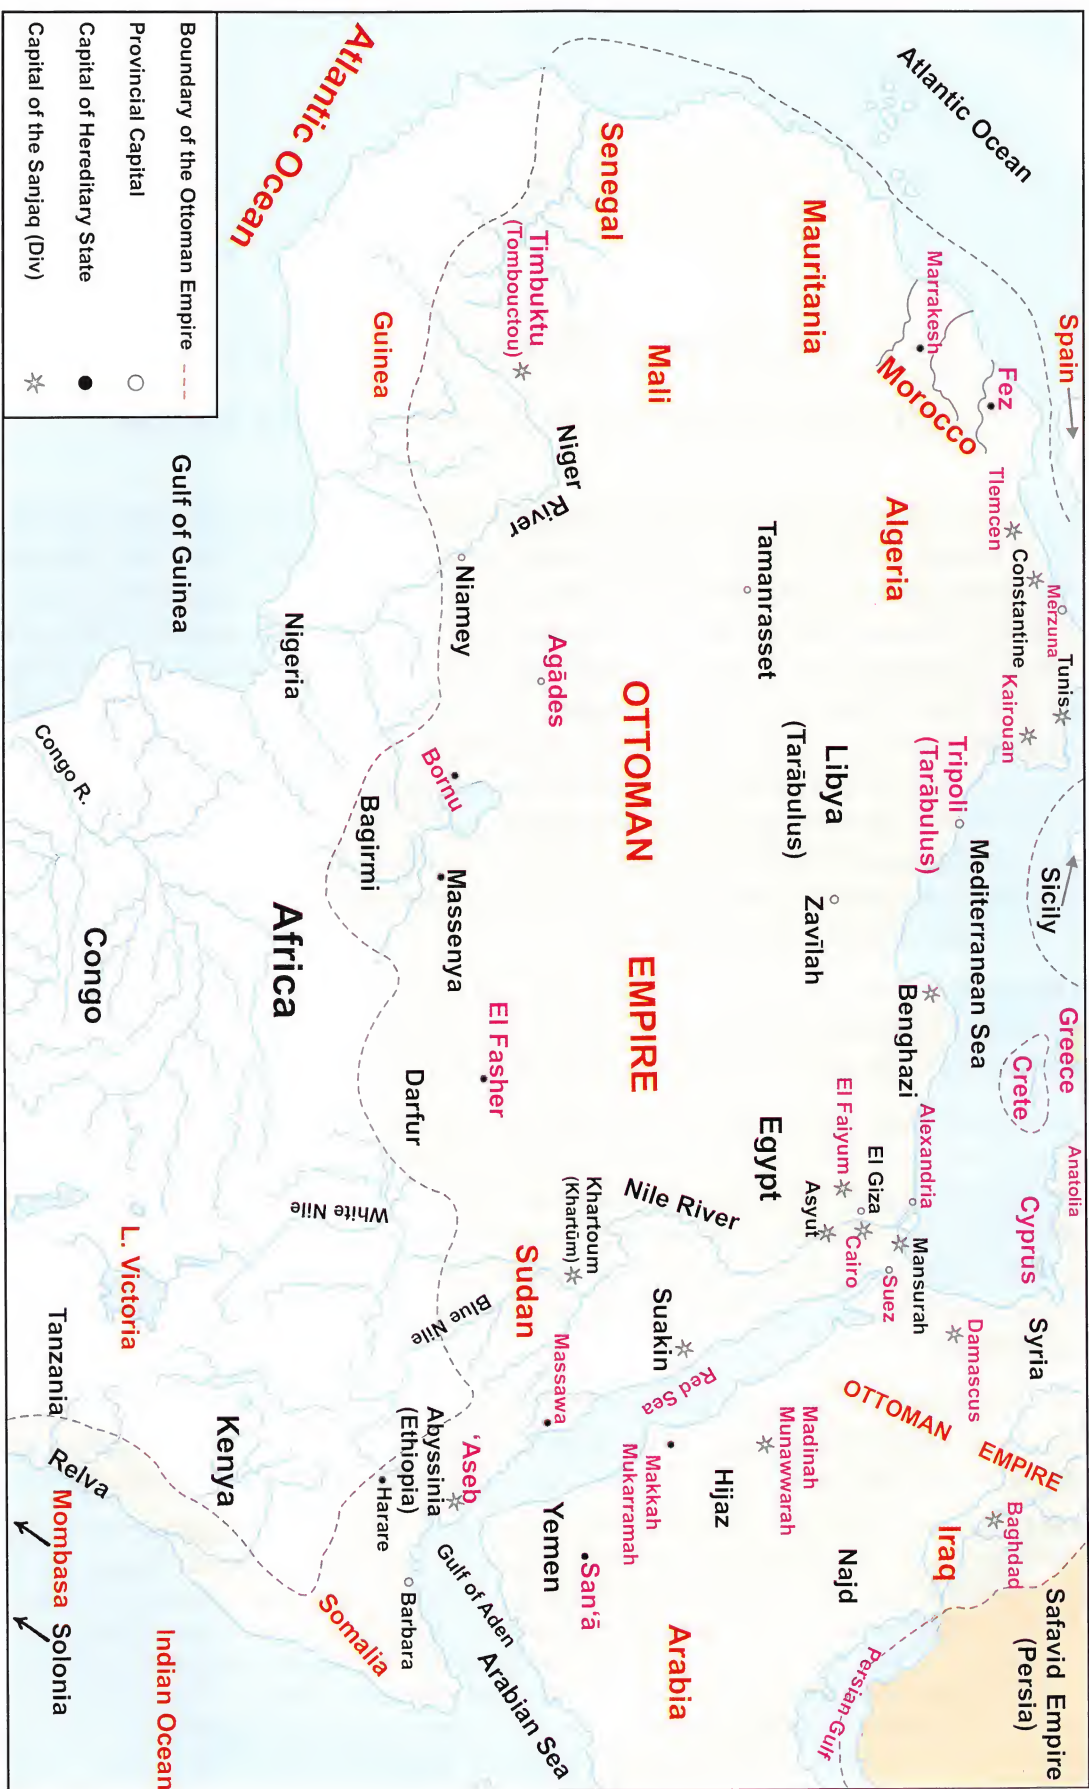 Atlantic Ocean
Spain
Marrakesh
Fez
Morocco
Tlemcen
Constantine
Merzuna
Tunis
Kairouan
Sicily
Greece
Crete
Anatolia
Cyprus
Syria
Safavid Empire
(Persia)
Mauritania
Algeria
Tripoli
(Tarābulus)
Mediterranean Sea
Benghazi
Alexandria
Mansurah
Damascus
OTTOMAN EMPIRE
Baghdad
Iraq
Senegal
Mali
Tamanrasset
Libya
(Tarābulus)
Zavīlah
El Faiyum
El Giza
Asyut
Cairo
Suez
Egypt
Najd
Persian Gulf
Madinah
Munawwarah
Hijaz
Red Sea
Makkah
Mukarramah
Arabia
OTTOMAN EMPIRE
Nile River
Suakin
Timbuktu
(Tombouctou)
Niger
River
Agādes
Khartoum
(Khartūm)
Massawa
San'ā
Yemen
Guinea
Niamey
Bornu
Massenya
El Fasher
Sudan
Bagirmi
Darfur
White Nile
Blue Nile
'Aseb
Abyssinia
(Ethiopia)
Harare
Gulf of Aden
Barbara
Arabian Sea
Somalia
Atlantic Ocean
Nigeria
Africa
Gulf of Guinea
Congo R.
Congo
L. Victoria
Kenya
Tanzania
Relva
Mombasa
Solonia
Indian Ocean
Boundary of the Ottoman Empire
Provincial Capital
Capital of Hereditary State
Capital of the Sanjaq (Div)